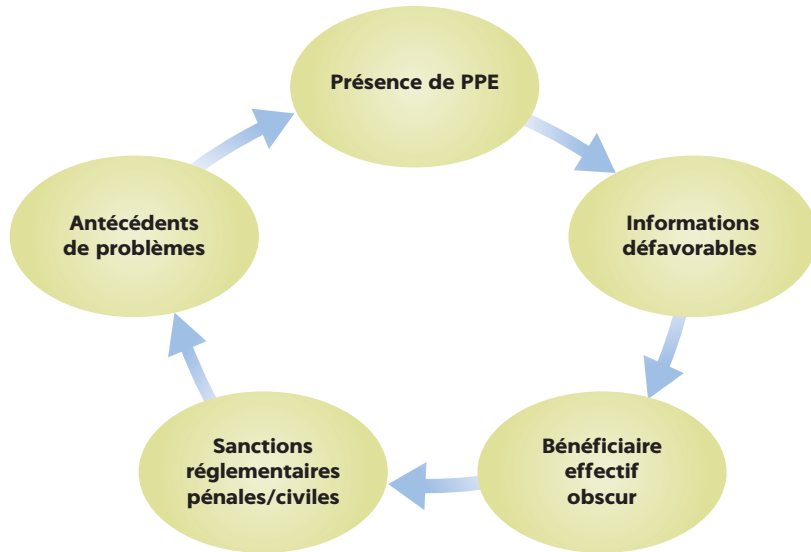 Présence de PPE
Informations
défavorables
Bénéficiaire
effectif
obscur
Sanctions
réglementaires
pénales/civiles
Antécédents
de problèmes